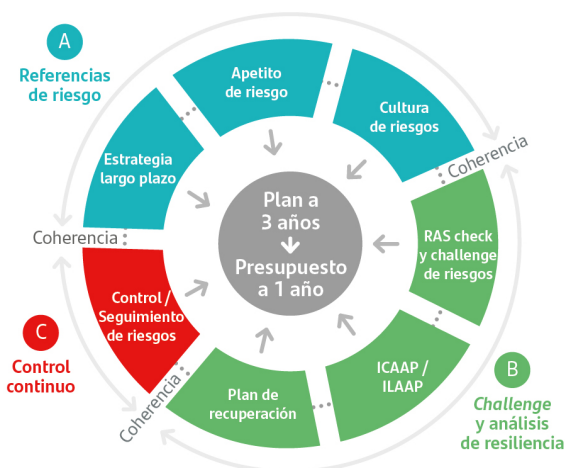 A
Referencias
de riesgo
Apetito
de riesgo
Cultura
de riesgos
Estrategia
largo plazo
Coherencia
Plan a
3 años
Presupuesto
a 1 año
RAS check
y challenge
de riesgos
Coherencia
Control /
Seguimiento
de riesgos
C
Control
continuo
ICAAP /
ILAAP
Plan de
recuperación
Coherencia
B
Challenge
y análisis
de resiliencia